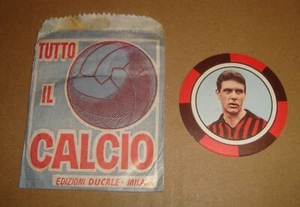 TUTTO
IL
CALCIO
EDIZIONI DUCALE - MILANO